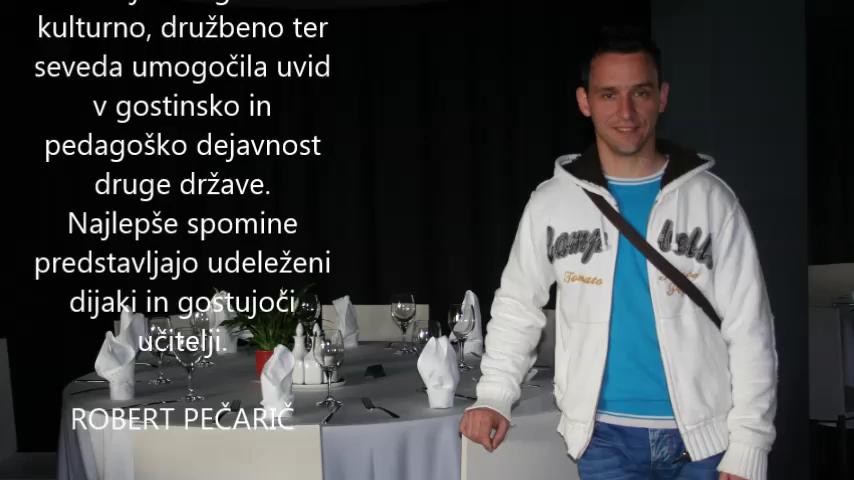 kulturno, družbeno ter
seveda umogočila uvid
v gostinsko in
pedagoško dejavnost
druge države.
Najlepše spomine
predstavljajo udeleženi
dijaki in gostujoči
učitelji.
ROBERT PEČARIČ
Campbell
Tomato